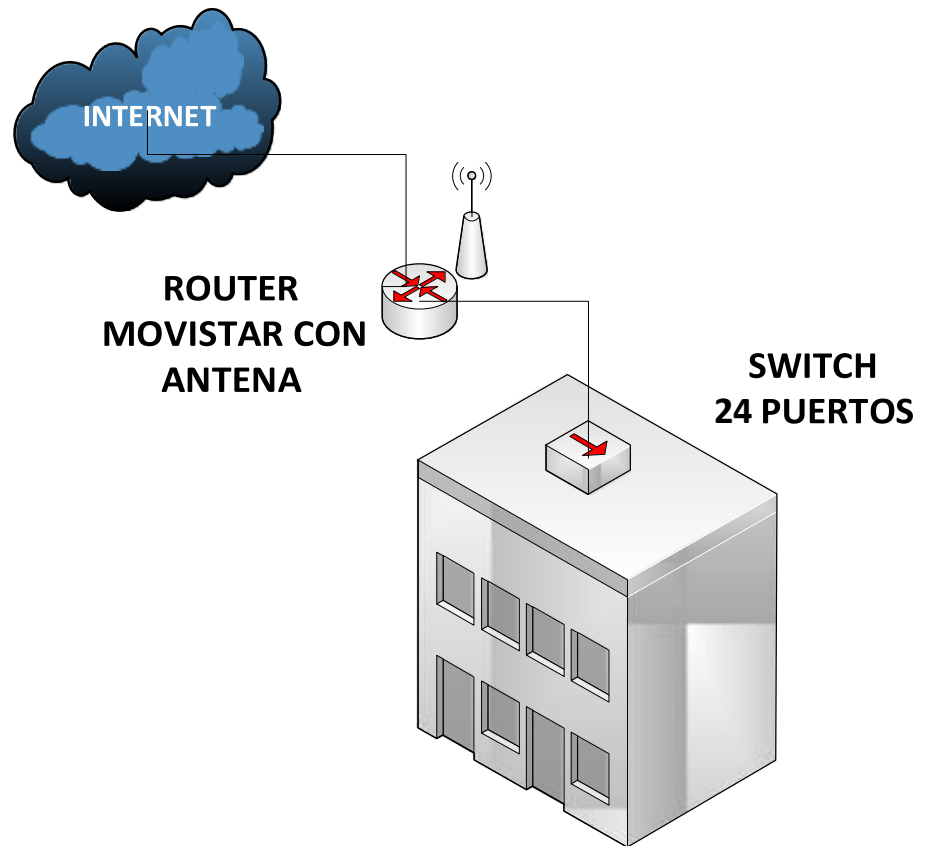 INTERNET
ROUTER
MOVISTAR CON
ANTENA
SWITCH
24 PUERTOS